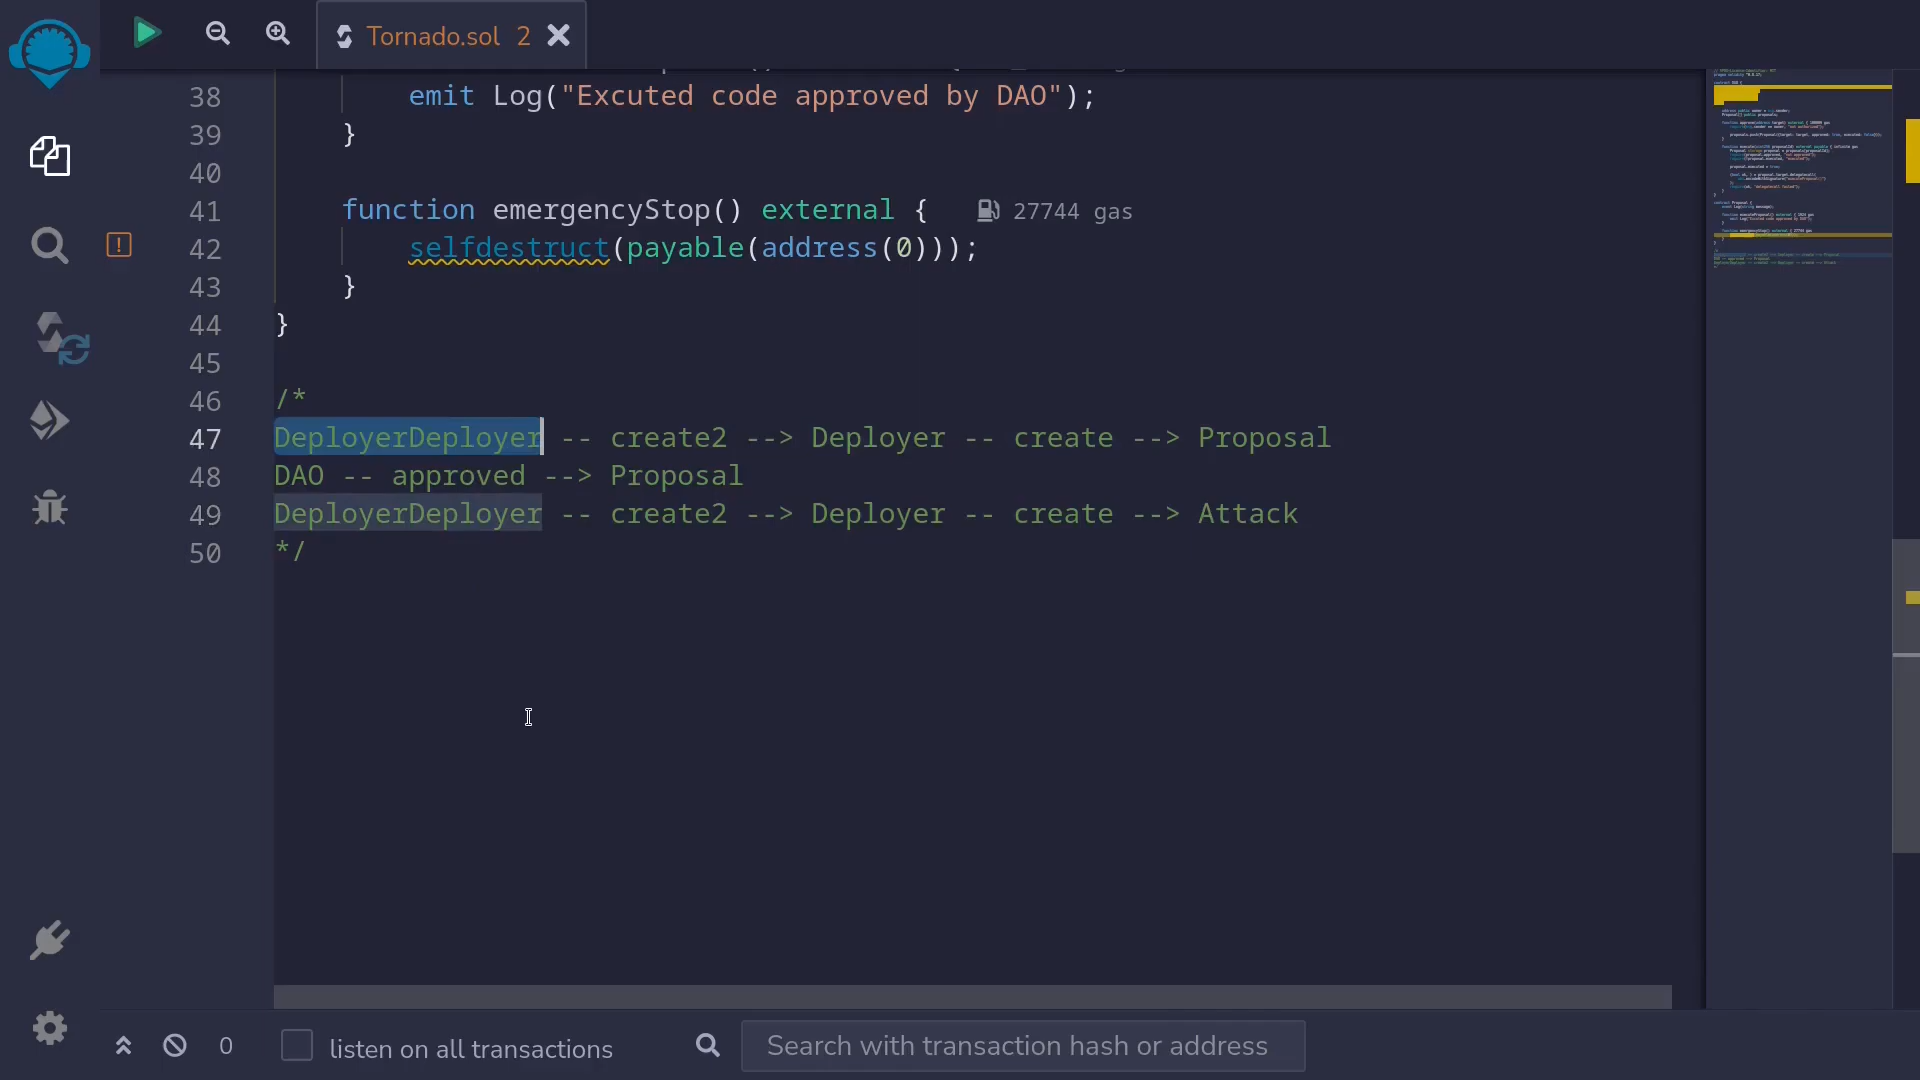 Tornado.sol 2
38 emit Log("Excuted code approved by DAO");
39 }
40
41 function emergencyStop() external { 27744 gas
42 selfdestruct(payable(address(0)));
43 }
44 }
45
46 /*
47 DeployerDeployer -- create2 --> Deployer -- create --> Proposal
48 DAO -- approved --> Proposal
49 DeployerDeployer -- create2 --> Deployer -- create --> Attack
50 */
0 listen on all transactions Search with transaction hash or address